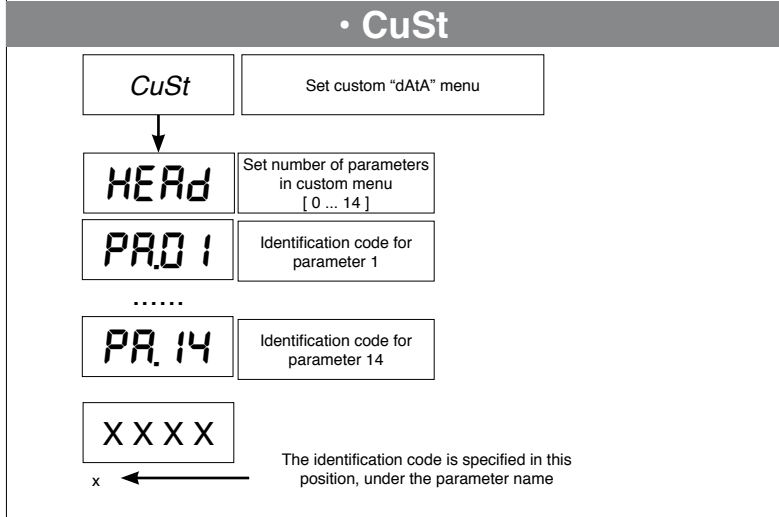 • CuSt
CuSt
Set custom “dAtA” menu
HEAd
Set number of parameters
in custom menu
[ 0 ... 14 ]
PA.01
Identification code for
parameter 1
......
PA.14
Identification code for
parameter 14
X X X X
The identification code is specified in this
position, under the parameter name
x